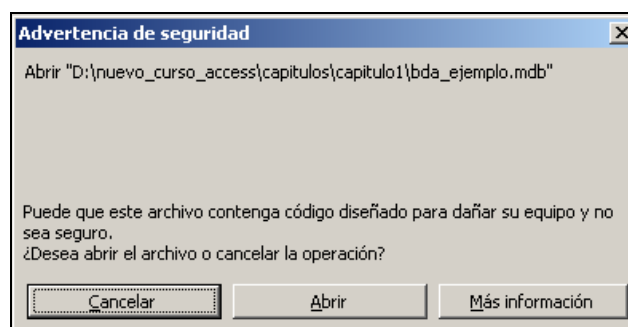 Advertencia de seguridad
Abrir "D:\nuevo_curso_access\capitulos\capitulo1\bda_ejemplo.mdb"
Puede que este archivo contenga código diseñado para dañar su equipo y no
sea seguro.
¿Desea abrir el archivo o cancelar la operación?
Cancelar Abrir Más información